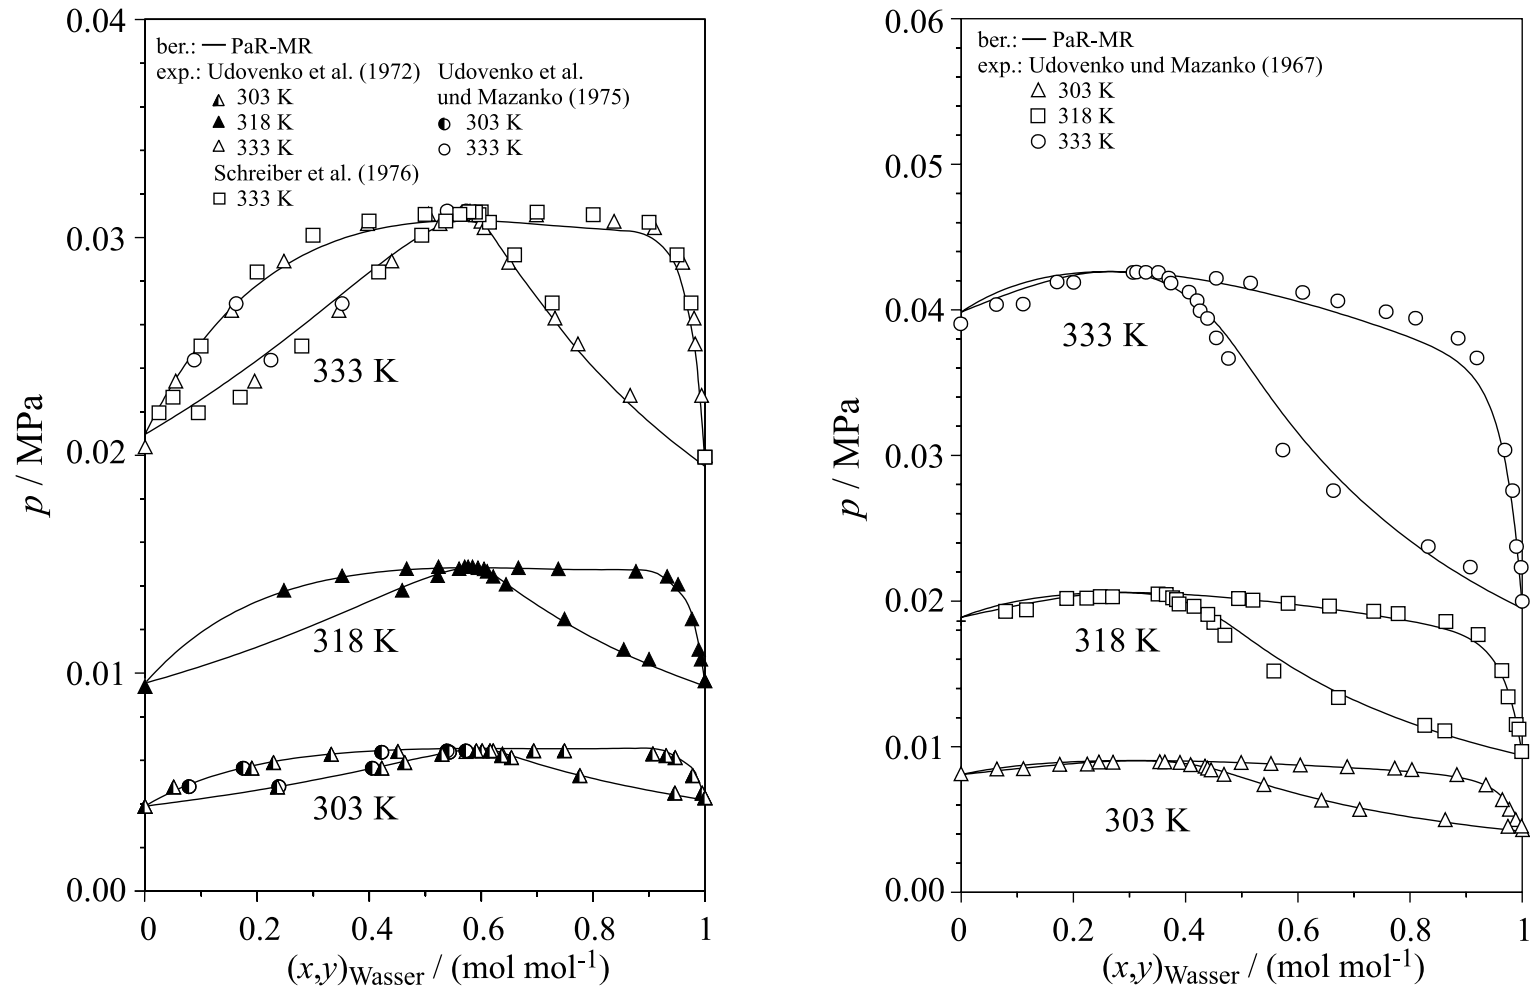 0.04
ber.: — PaR-MR
exp.: Udovenko et al. (1972)
303 K
318 K
333 K
Schreiber et al. (1976)
333 K
Udovenko et al.
und Mazanko (1975)
303 K
333 K
0.03
333 K
0.02
p / MPa
318 K
0.01
303 K
0.00
0 0.2 0.4 0.6 0.8 1
(x,y)Wasser / (mol mol-1)
0.06
ber.: — PaR-MR
exp.: Udovenko und Mazanko (1967)
303 K
318 K
333 K
0.05
0.04
333 K
0.03
p / MPa
0.02
318 K
0.01
303 K
0.00
0 0.2 0.4 0.6 0.8 1
(x,y)Wasser / (mol mol-1)